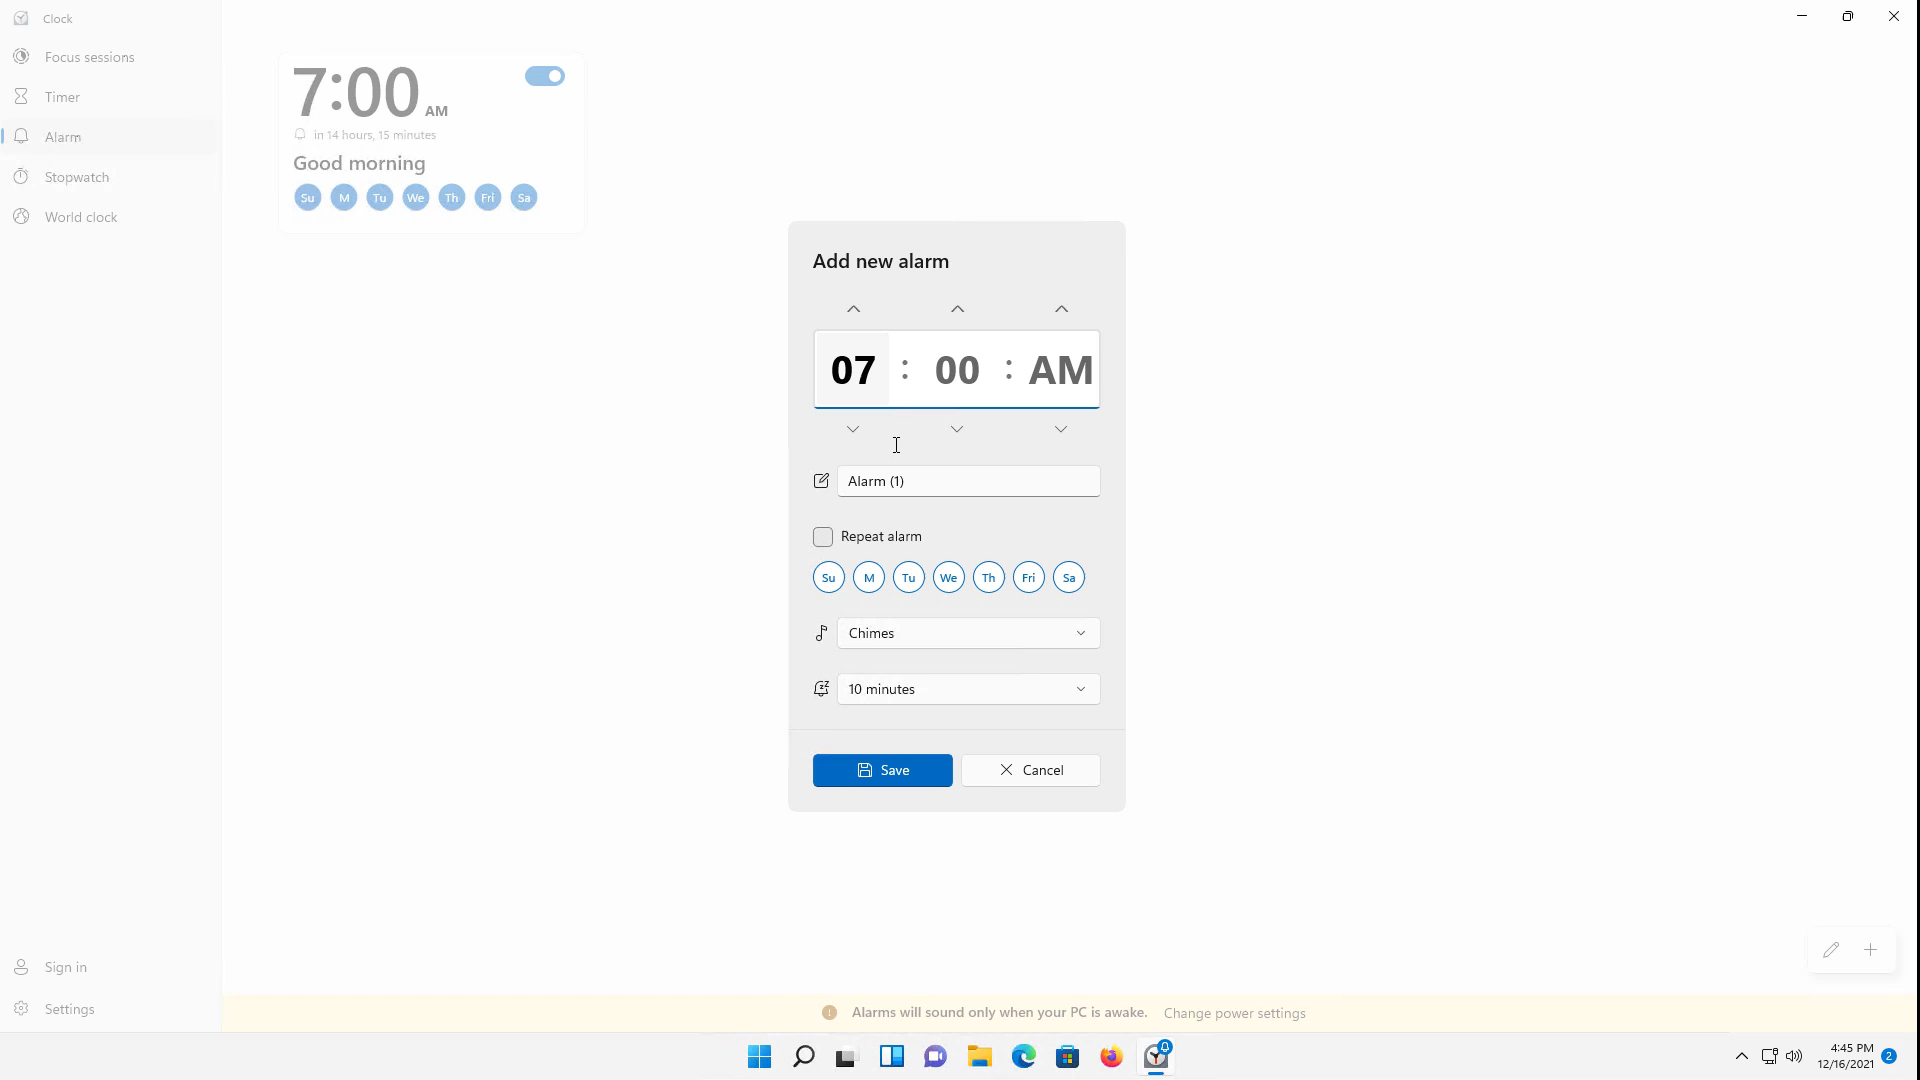 Clock
Focus sessions
Timer
Alarm
Stopwatch
World clock
Sign in
Settings
7:00 AM
in 14 hours, 15 minutes
Good morning
Su M Tu We Th Fri Sa
Add new alarm
07 : 00 : AM
Alarm (1)
Repeat alarm
Su M Tu We Th Fri Sa
Chimes
10 minutes
Save Cancel
Alarms will sound only when your PC is awake. Change power settings
4:45 PM
12/16/2021
2